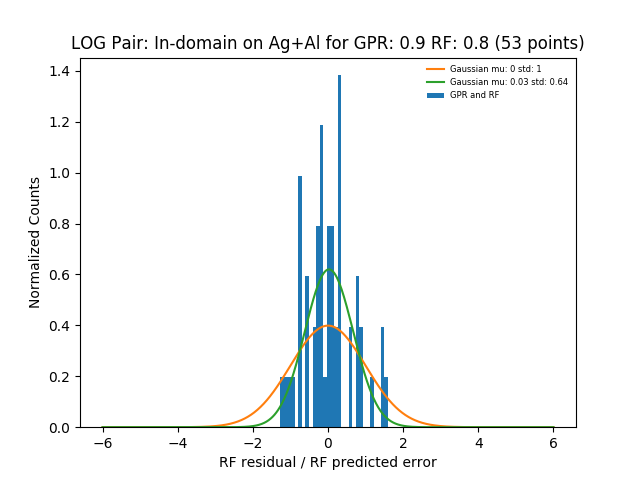 LOG Pair: In-domain on Ag+Al for GPR: 0.9 RF: 0.8 (53 points)
Gaussian mu: 0 std: 1
Gaussian mu: 0.03 std: 0.64
GPR and RF
Normalized Counts
1.4
1.2
1.0
0.8
0.6
0.4
0.2
0.0
−6 −4 −2 0 2 4 6
RF residual / RF predicted error